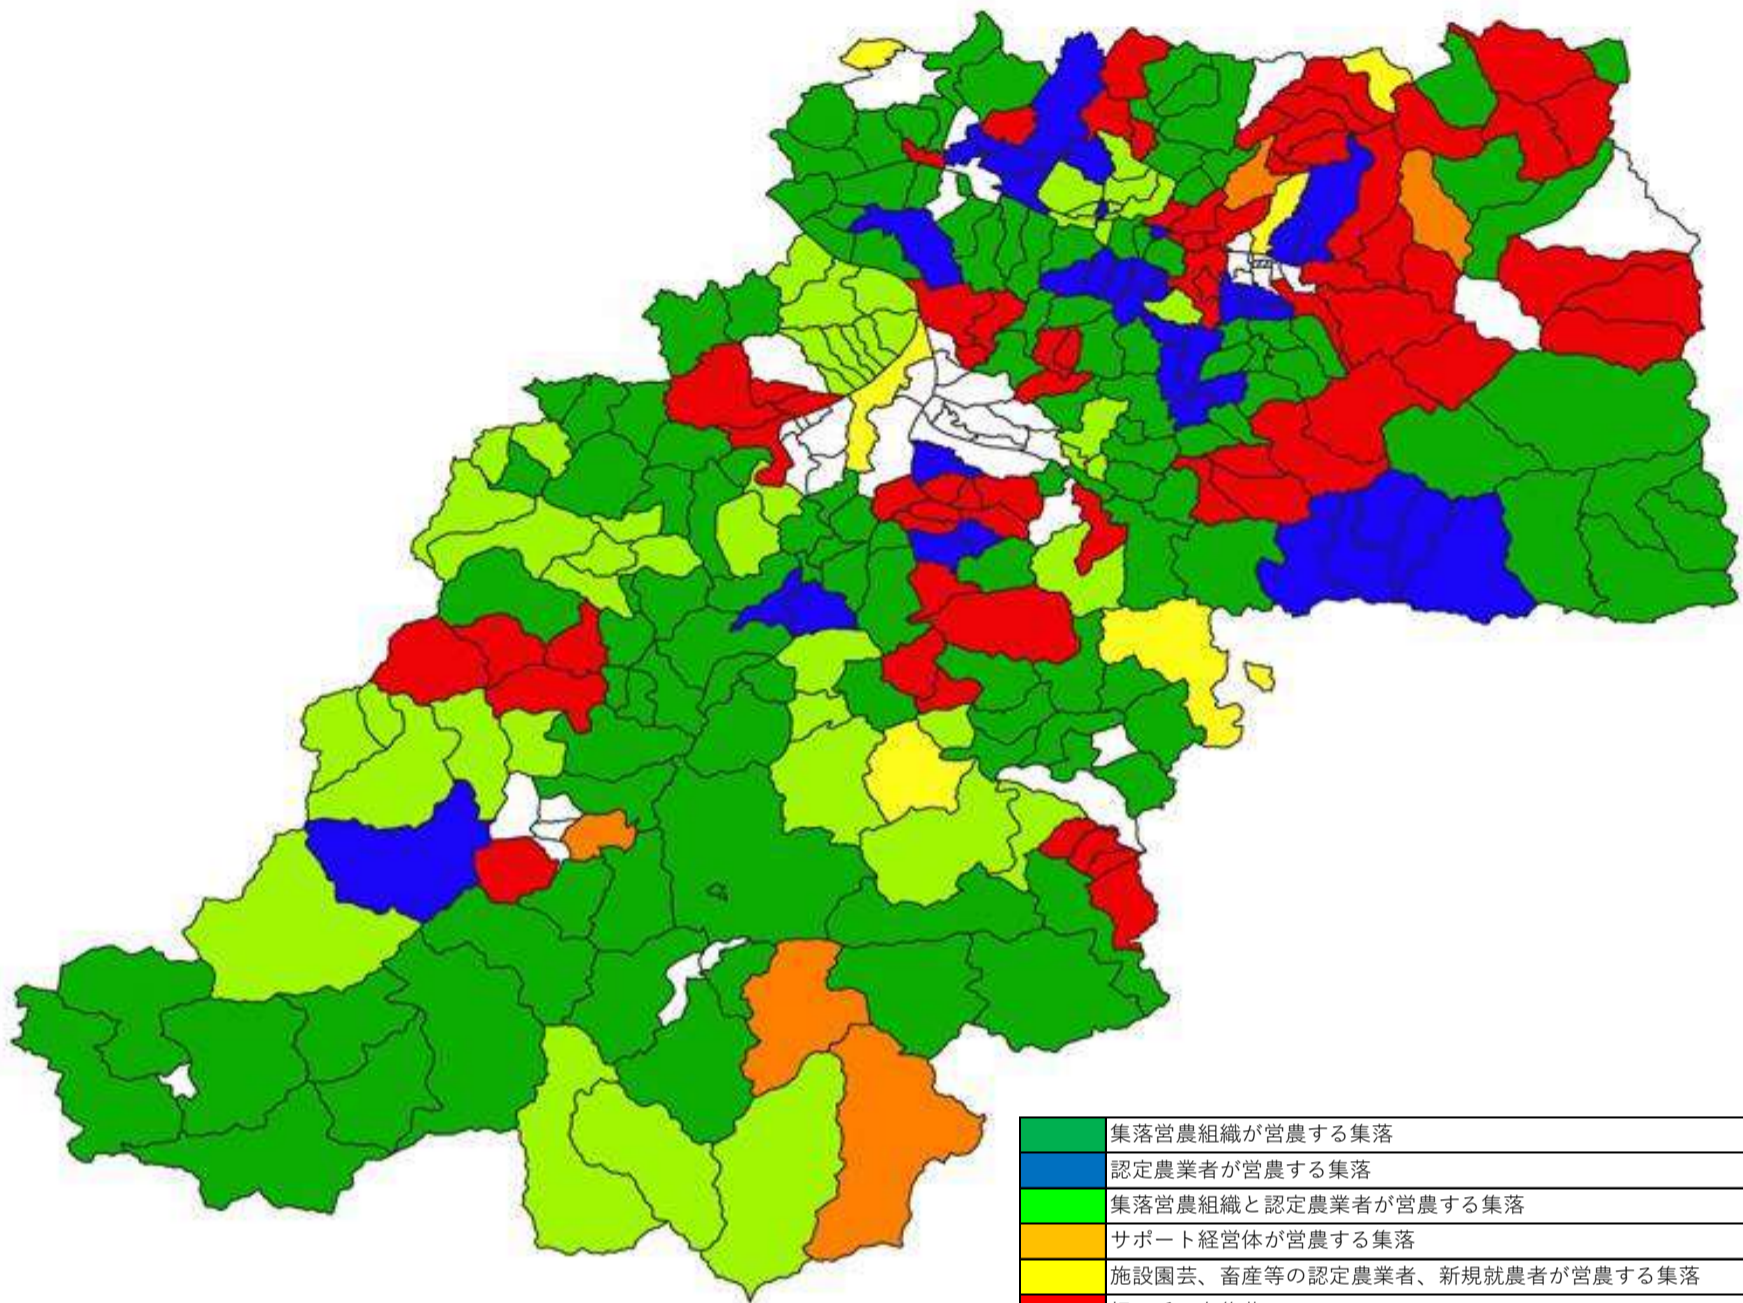 集落営農組織が営農する集落
認定農業者が営農する集落
集落営農組織と認定農業者が営農する集落
サポート経営体が営農する集落
施設園芸、畜産等の認定農業者、新規就農者が営農する集落